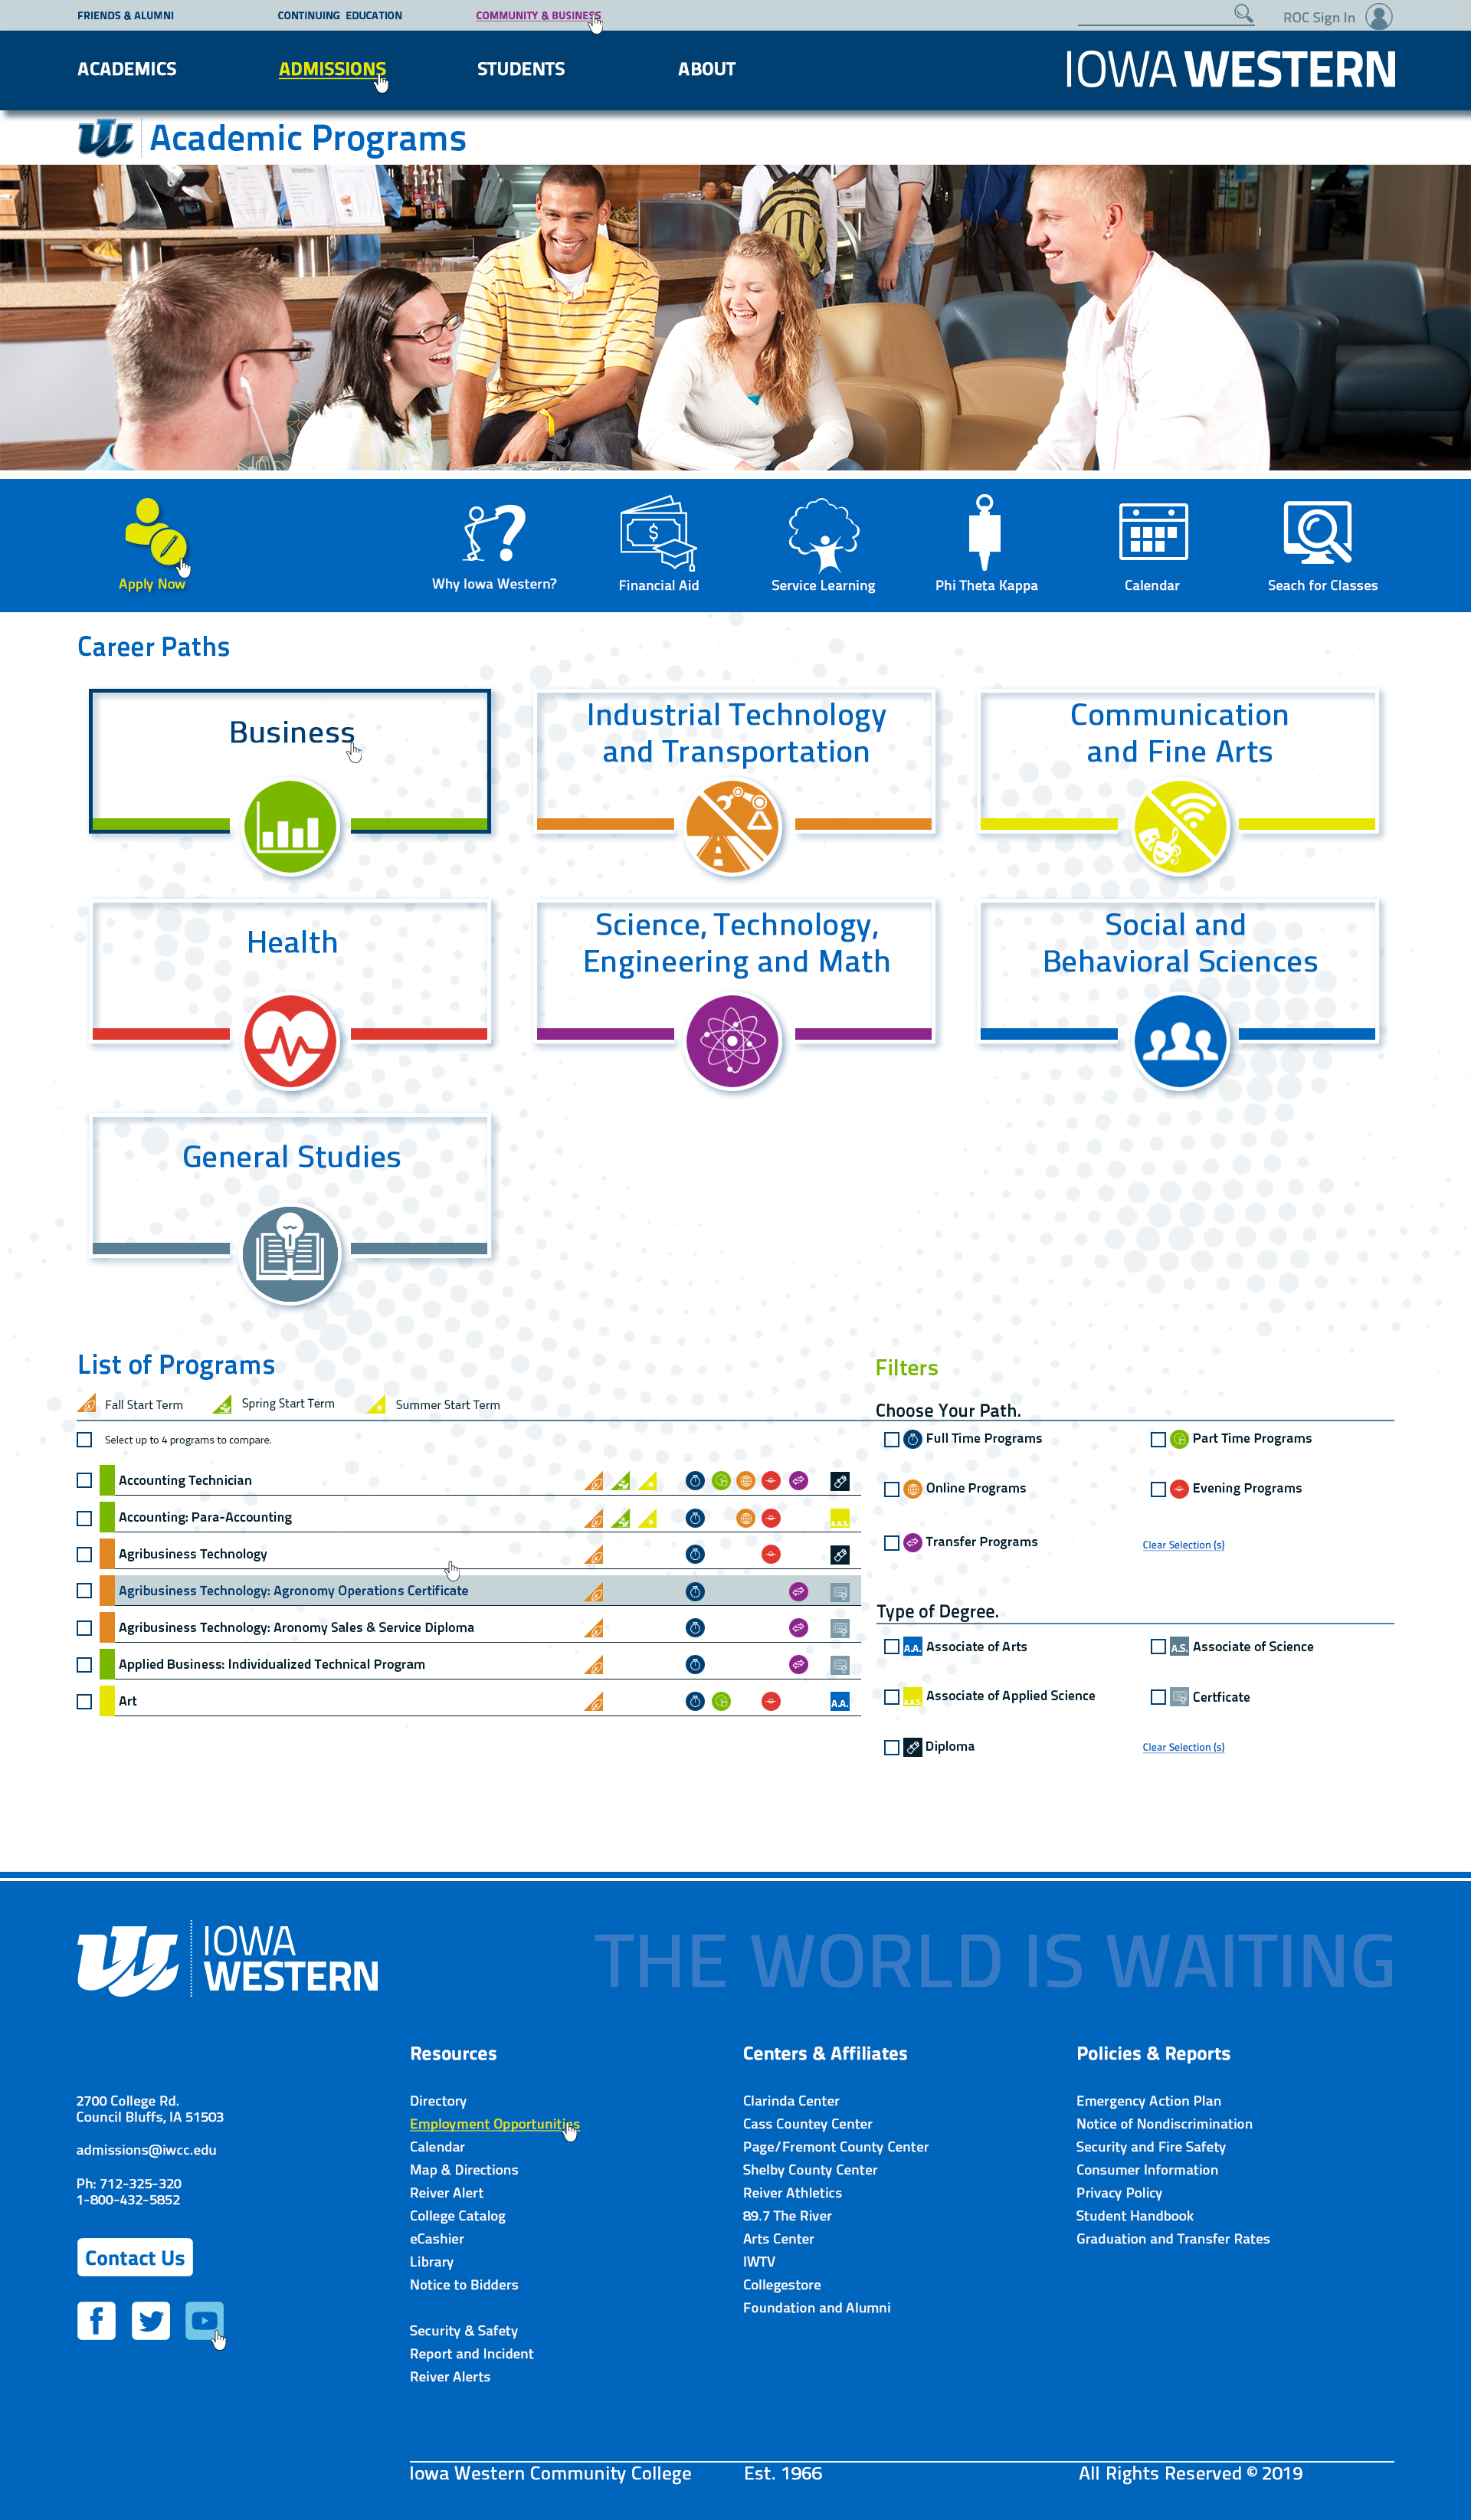 FRIENDS & ALUMNI
CONTINUING EDUCATION
COMMUNITY & BUSINESS
ROC Sign In
ACADEMICS
ADMISSIONS
STUDENTS
ABOUT
IOWA WESTERN
Academic Programs
Apply Now
Why Iowa Western?
Financial Aid
Service Learning
Phi Theta Kappa
Calendar
Seach for Classes
Career Paths
Business
Industrial Technology
and Transportation
Communication
and Fine Arts
Health
Science, Technology,
Engineering and Math
Social and
Behavioral Sciences
General Studies
List of Programs
Fall Start Term
Spring Start Term
Summer Start Term
Select up to 4 programs to compare.
Accounting Technician
Accounting: Para-Accounting
A.A.S.
Agribusiness Technology
Agribusiness Technology: Agronomy Operations Certificate
Agribusiness Technology: Aronomy Sales & Service Diploma
Applied Business: Individualized Technical Program
Art
A.A.
Filters
Choose Your Path.
Full Time Programs
Part Time Programs
Online Programs
Evening Programs
Transfer Programs
Clear Selection (s)
Type of Degree.
A.A. Associate of Arts
A.S. Associate of Science
A.A.S. Associate of Applied Science
Certficate
Diploma
Clear Selection (s)
IOWA
WESTERN
THE WORLD IS WAITING
2700 College Rd.
Council Bluffs, IA 51503
admissions@iwcc.edu
Ph: 712-325-320
1-800-432-5852
Contact Us
Resources
Directory
Employment Opportunities
Calendar
Map & Directions
Reiver Alert
College Catalog
eCashier
Library
Notice to Bidders
Security & Safety
Report and Incident
Reiver Alerts
Centers & Affiliates
Clarinda Center
Cass Countey Center
Page/Fremont County Center
Shelby County Center
Reiver Athletics
89.7 The River
Arts Center
IWTV
Collegestore
Foundation and Alumni
Policies & Reports
Emergency Action Plan
Notice of Nondiscrimination
Security and Fire Safety
Consumer Information
Privacy Policy
Student Handbook
Graduation and Transfer Rates
Iowa Western Community College
Est. 1966
All Rights Reserved © 2019